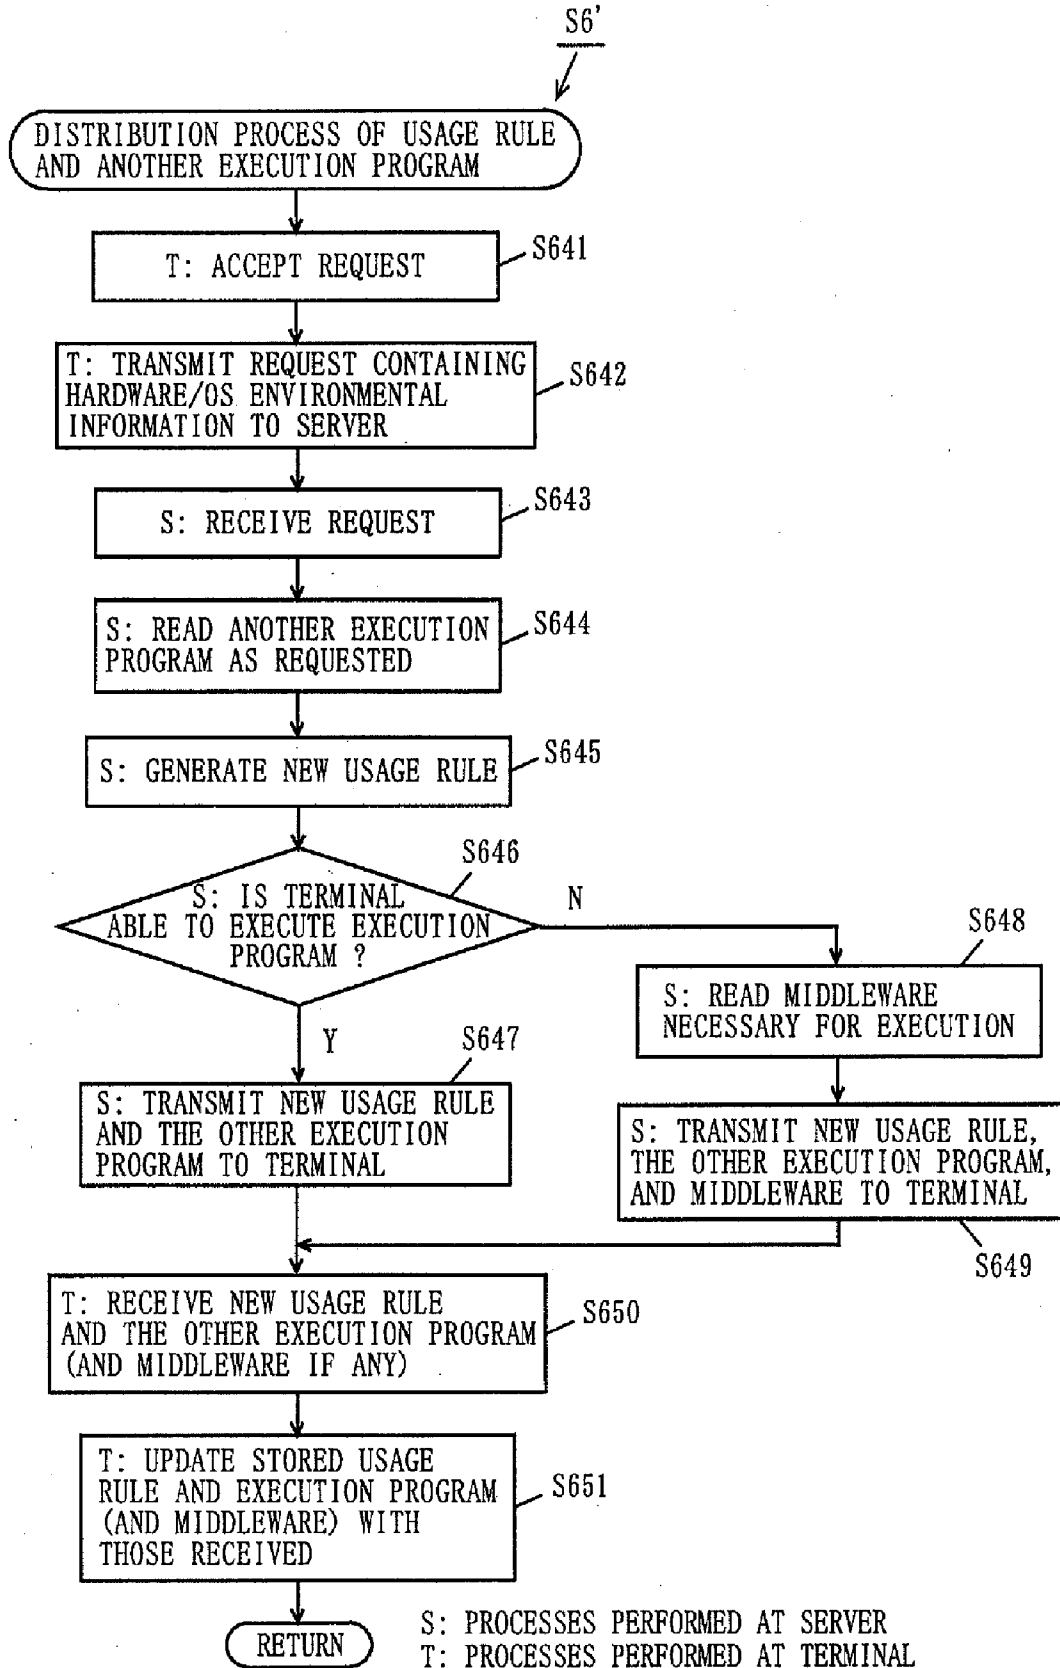 S6'
DISTRIBUTION PROCESS OF USAGE RULE
AND ANOTHER EXECUTION PROGRAM
T: ACCEPT REQUEST
S641
T: TRANSMIT REQUEST CONTAINING
HARDWARE/OS ENVIRONMENTAL
INFORMATION TO SERVER
S642
S: RECEIVE REQUEST
S643
S: READ ANOTHER EXECUTION
PROGRAM AS REQUESTED
S644
S: GENERATE NEW USAGE RULE
S645
S: IS TERMINAL
ABLE TO EXECUTE EXECUTION
PROGRAM ?
S646
N
Y
S: READ MIDDLEWARE
NECESSARY FOR EXECUTION
S648
S: TRANSMIT NEW USAGE RULE
AND THE OTHER EXECUTION
PROGRAM TO TERMINAL
S647
S: TRANSMIT NEW USAGE RULE,
THE OTHER EXECUTION PROGRAM,
AND MIDDLEWARE TO TERMINAL
S649
T: RECEIVE NEW USAGE RULE
AND THE OTHER EXECUTION PROGRAM
(AND MIDDLEWARE IF ANY)
S650
T: UPDATE STORED USAGE
RULE AND EXECUTION PROGRAM
(AND MIDDLEWARE) WITH
THOSE RECEIVED
S651
RETURN
S: PROCESSES PERFORMED AT SERVER
T: PROCESSES PERFORMED AT TERMINAL